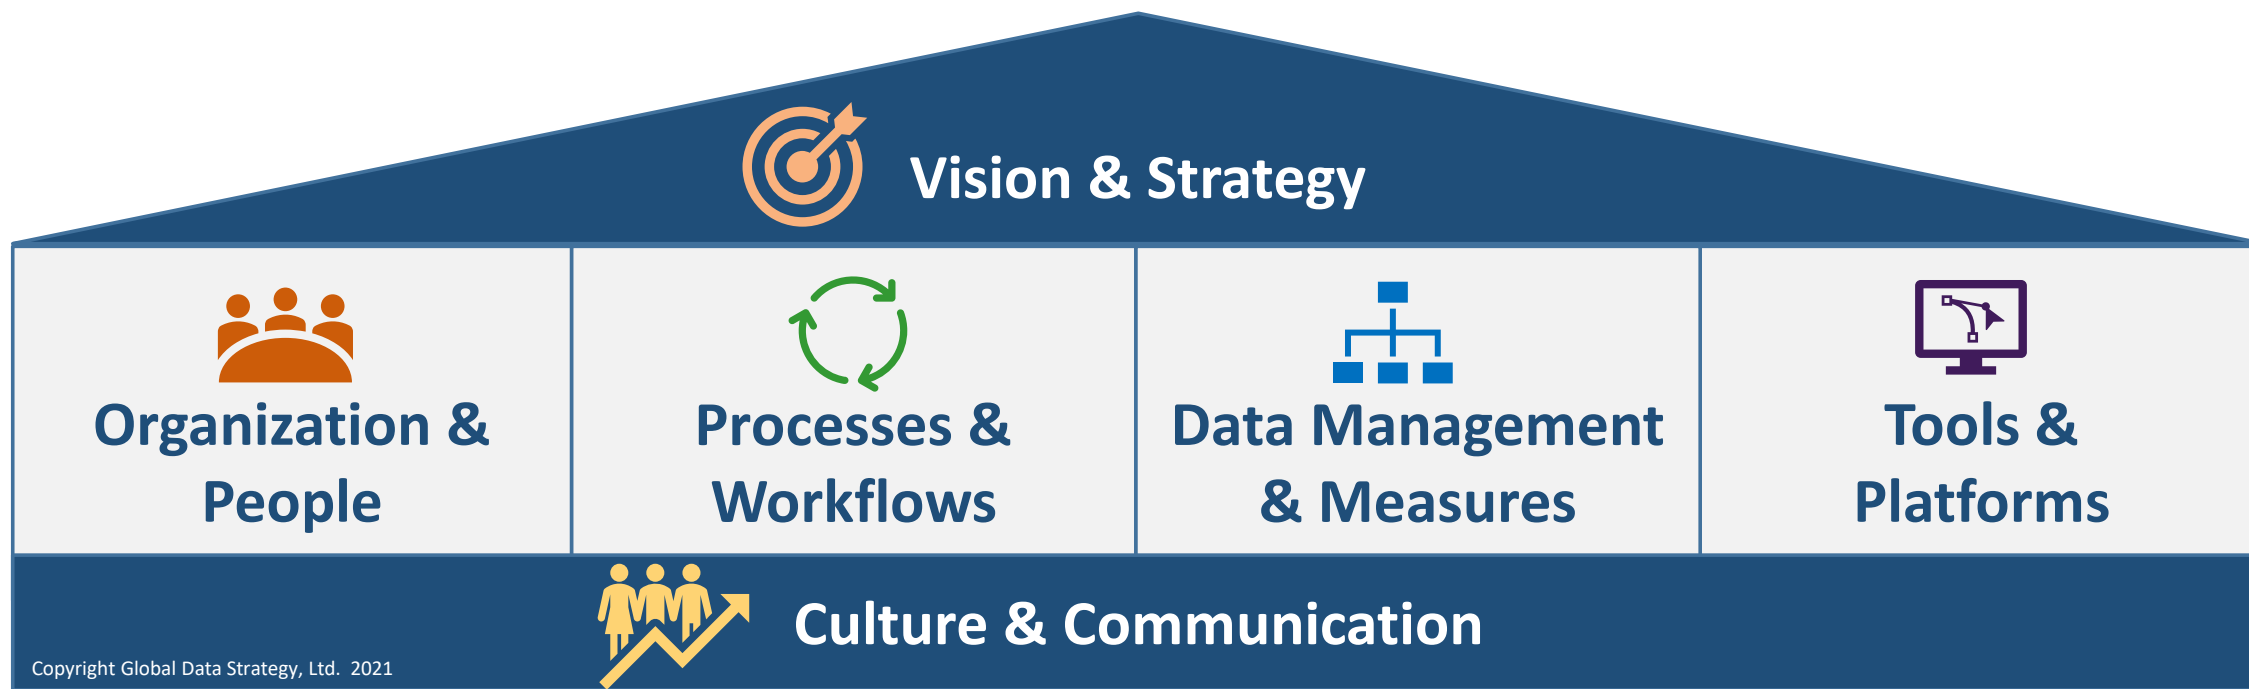 Vision & Strategy
Organization &
People
Processes &
Workflows
Data Management
& Measures
Tools &
Platforms
Culture & Communication
Copyright Global Data Strategy, Ltd.  2021